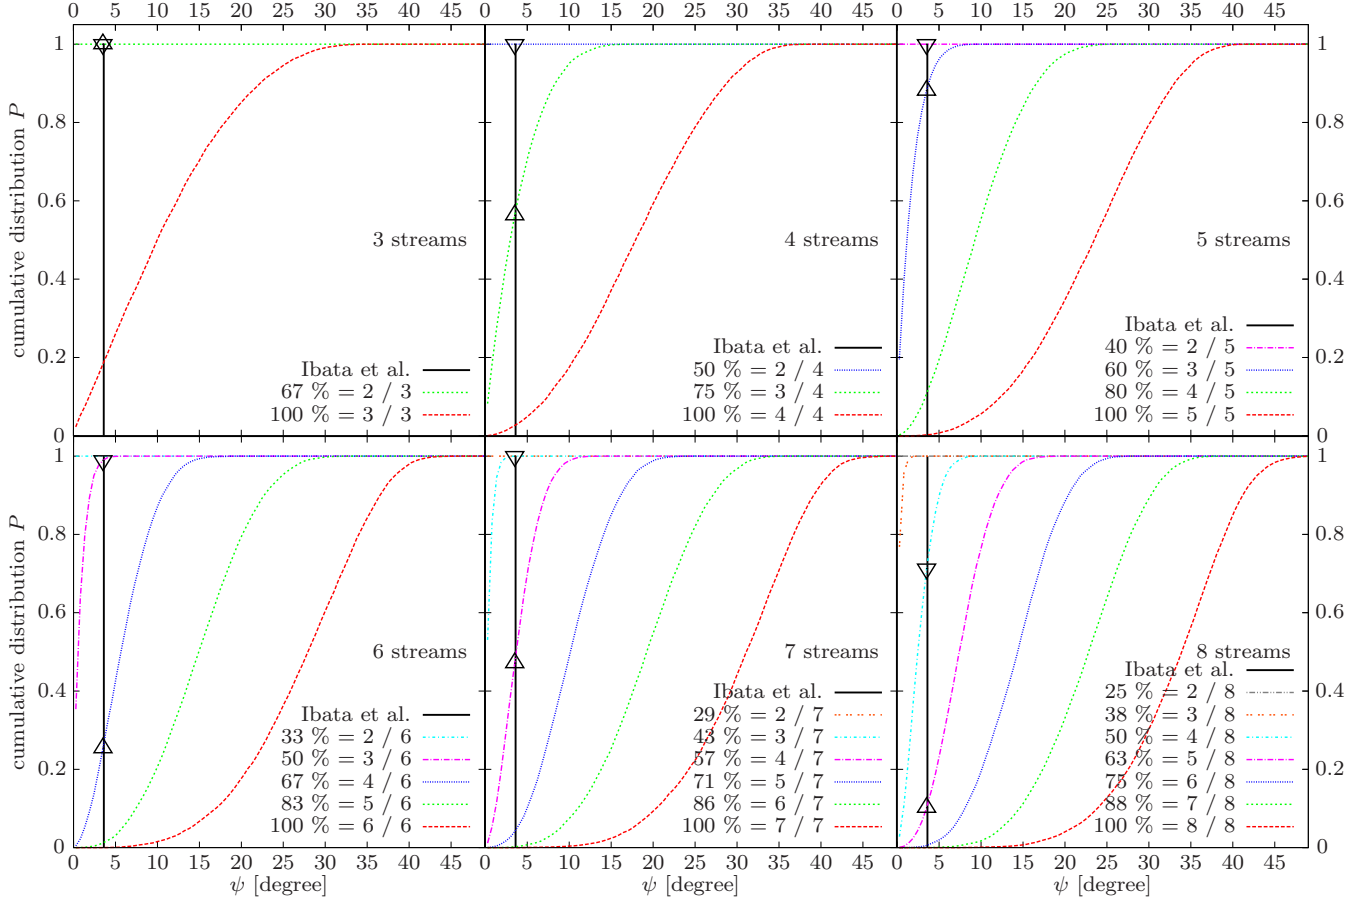 0 5 10 15 20 25 30 35 40 45 0 5 10 15 20 25 30 35 40 45 0 5 10 15 20 25 30 35 40 45
cumulative distribution P
1
0.8
0.6
0.4
0.2
0
3 streams
Ibata et al.
67 % = 2 / 3
100 % = 3 / 3
4 streams
Ibata et al.
50 % = 2 / 4
75 % = 3 / 4
100 % = 4 / 4
5 streams
Ibata et al.
40 % = 2 / 5
60 % = 3 / 5
80 % = 4 / 5
100 % = 5 / 5
1
0.8
0.6
0.4
0.2
0
cumulative distribution P
1
0.8
0.6
0.4
0.2
0
6 streams
Ibata et al.
33 % = 2 / 6
50 % = 3 / 6
67 % = 4 / 6
83 % = 5 / 6
100 % = 6 / 6
7 streams
Ibata et al.
29 % = 2 / 7
43 % = 3 / 7
57 % = 4 / 7
71 % = 5 / 7
86 % = 6 / 7
100 % = 7 / 7
8 streams
Ibata et al.
25 % = 2 / 8
38 % = 3 / 8
50 % = 4 / 8
63 % = 5 / 8
75 % = 6 / 8
88 % = 7 / 8
100 % = 8 / 8
1
0.8
0.6
0.4
0.2
0
0 5 10 15 20 25 30 35 40 45 0 5 10 15 20 25 30 35 40 45 0 5 10 15 20 25 30 35 40 45
ψ [degree] ψ [degree] ψ [degree]